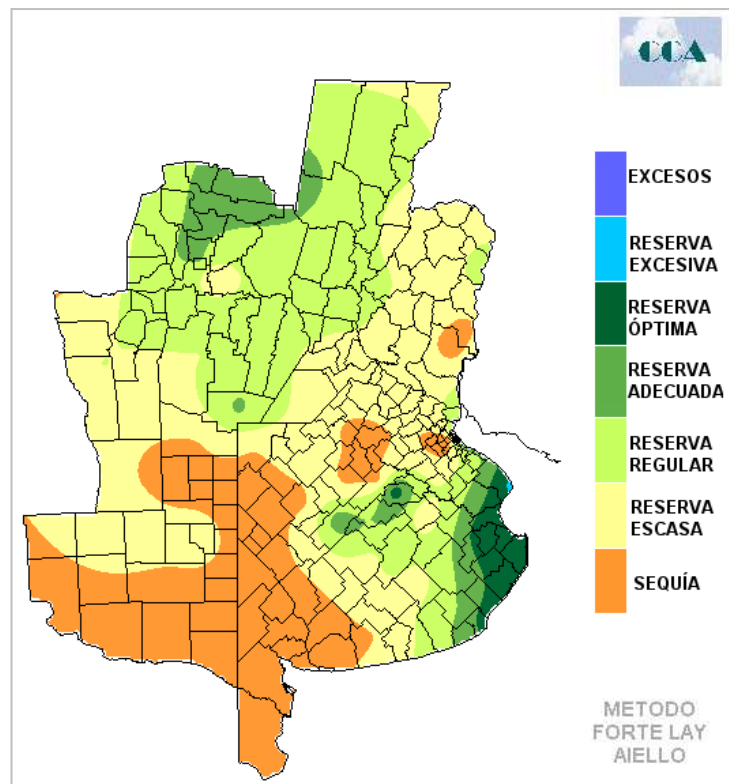 CCA
EXCESOS
RESERVA
EXCESIVA
RESERVA
ÓPTIMA
RESERVA
ADECUADA
RESERVA
REGULAR
RESERVA
ESCASA
SEQUÍA
METODO
FORTE LAY
AIELLO